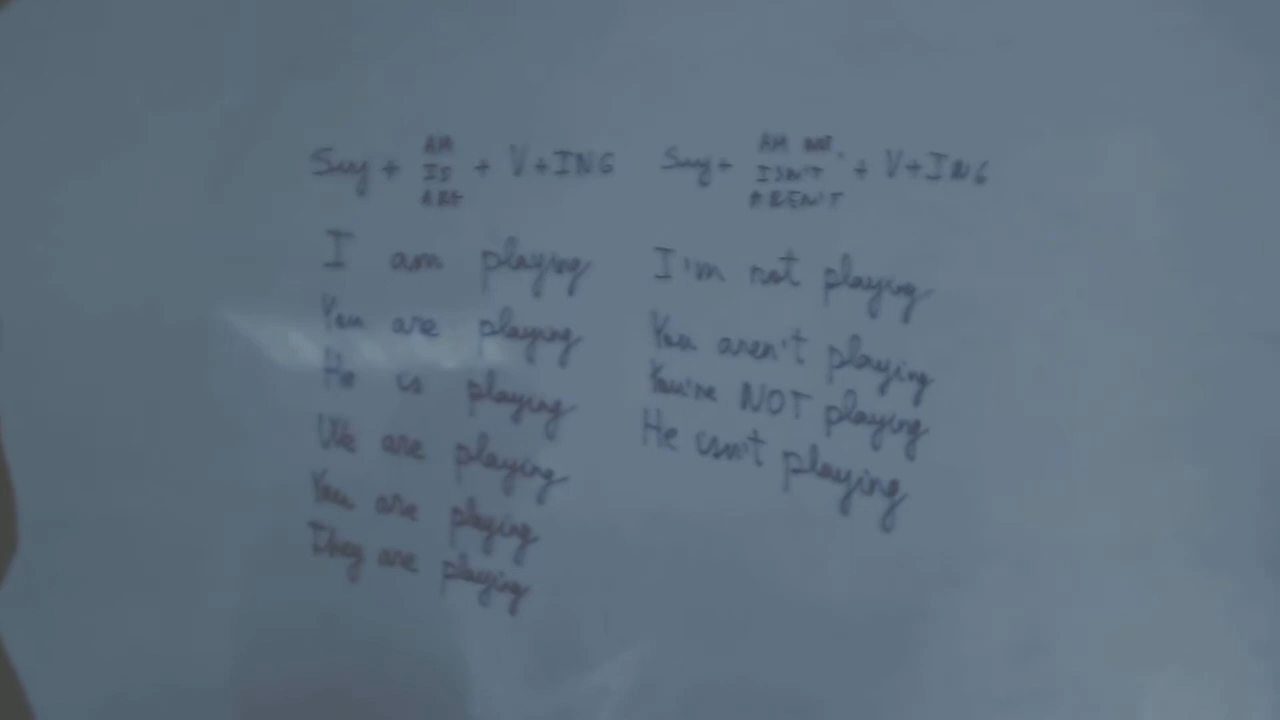 Suj + AM IS ARE + V+ING
I am playing
You are playing
He is playing
We are playing
You are playing
They are playing
Suj + AM NOT. ISN'T AREN'T + V+ING
I'm not playing
You aren't playing
You're NOT playing
He isn't playing